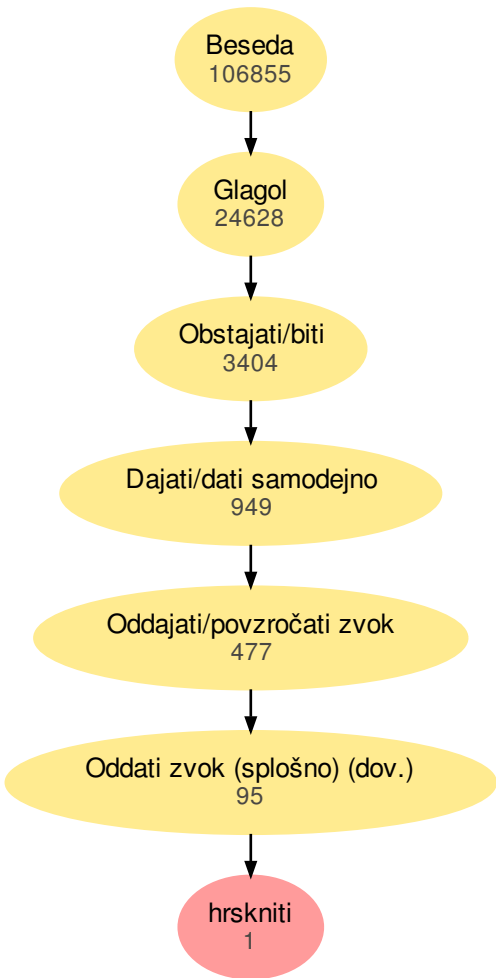 Beseda
106855
Glagol
24628
Obstajati/biti
3404
Dajati/dati samodejno
949
Oddajati/povzročati zvok
477
Oddati zvok (splošno) (dov.)
95
hrskniti
1